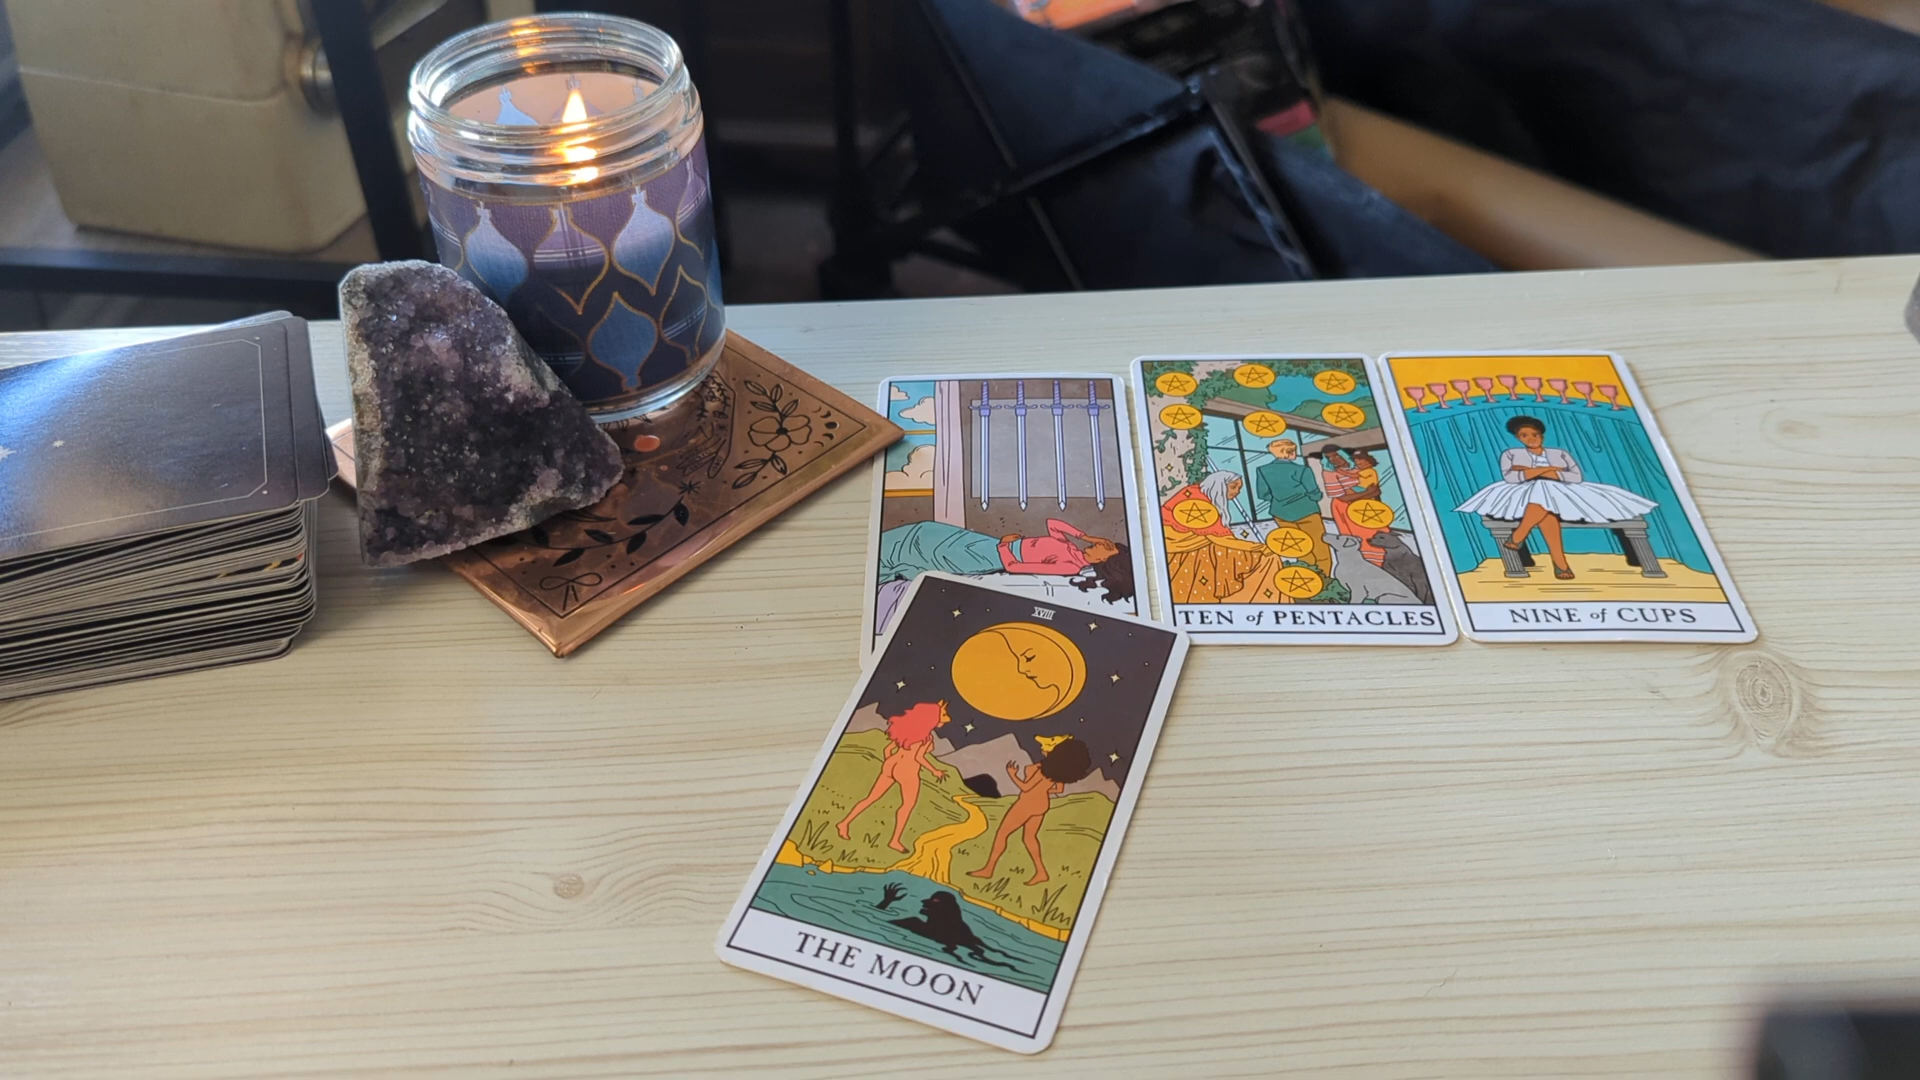 TEN of PENTACLES
NINE of CUPS
XVIII
THE MOON